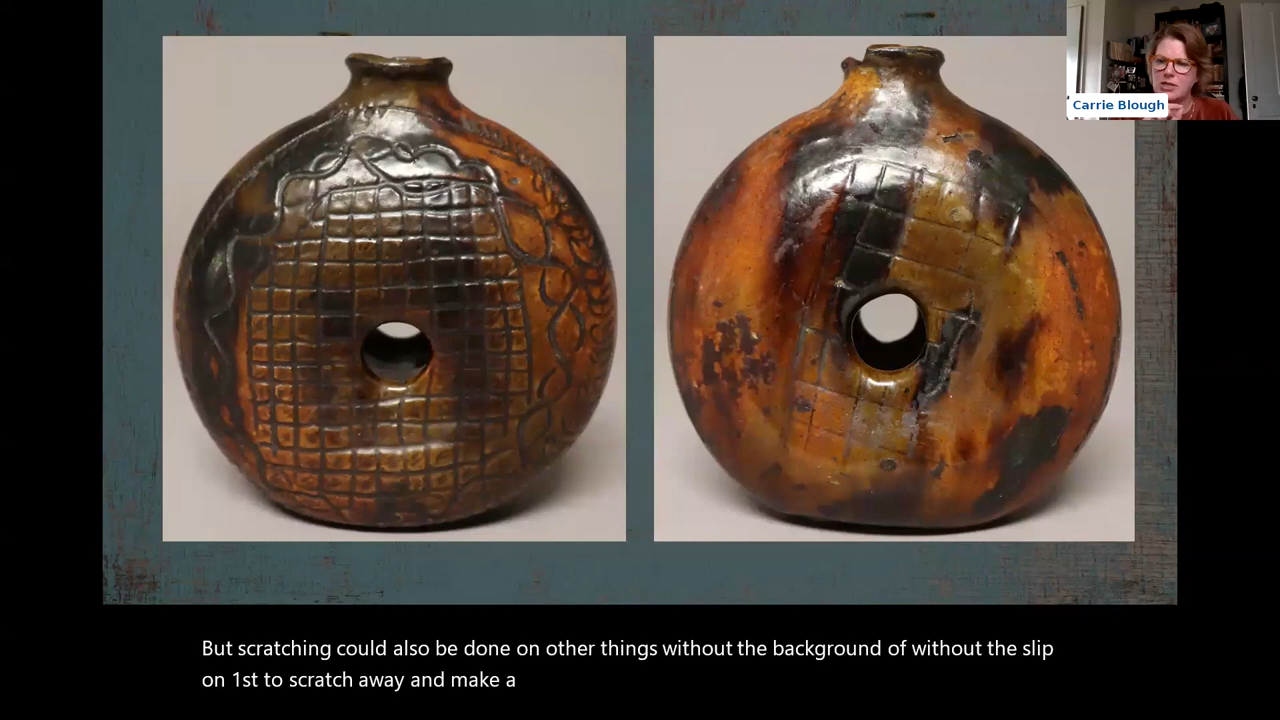 Carrie Blough
But scratching could also be done on other things without the background of without the slip
on 1st to scratch away and make a